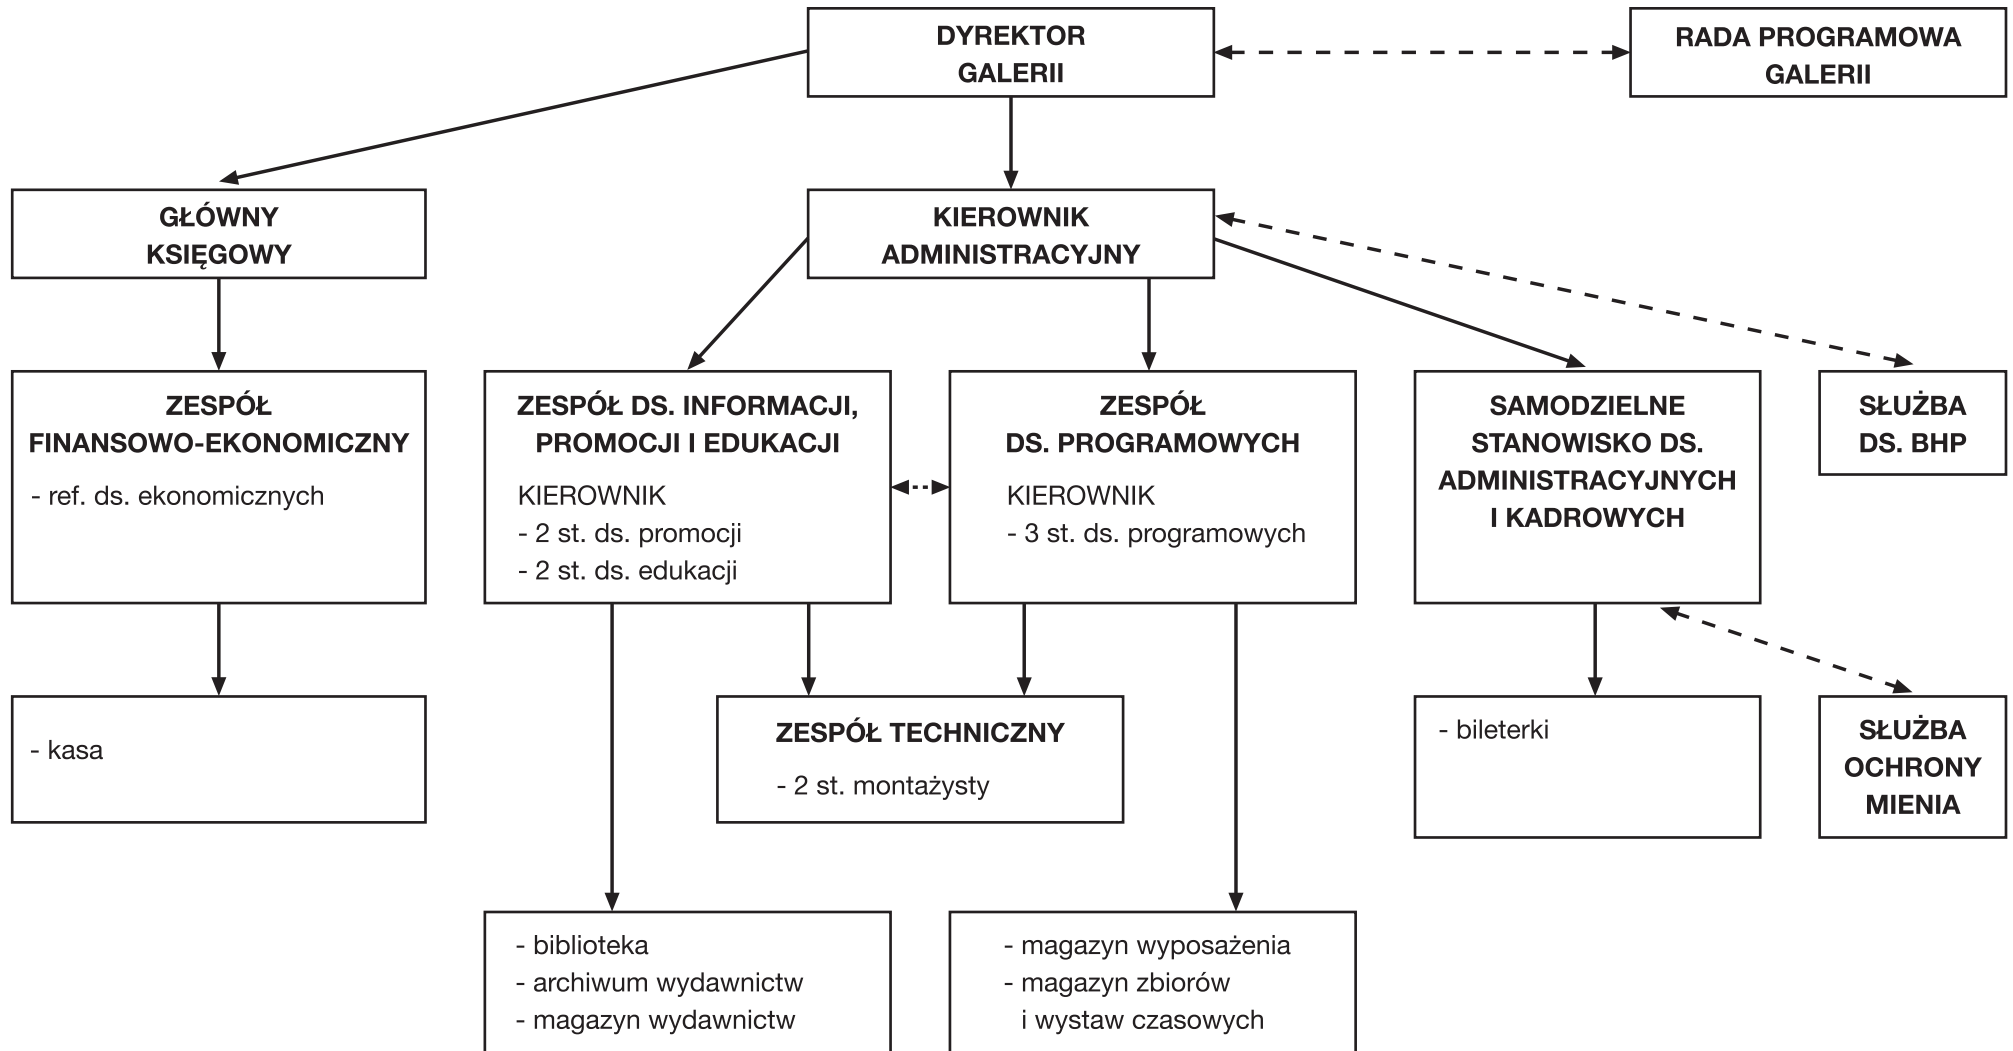 DYREKTOR
GALERII
RADA PROGRAMOWA
GALERII
GŁÓWNY
KSIĘGOWY
KIEROWNIK
ADMINISTRACYJNY
ZESPÓŁ
FINANSOWO-EKONOMICZNY
- ref. ds. ekonomicznych
ZESPÓŁ DS. INFORMACJI,
PROMOCJI I EDUKACJI
KIEROWNIK
- 2 st. ds. promocji
- 2 st. ds. edukacji
ZESPÓŁ
DS. PROGRAMOWYCH
KIEROWNIK
- 3 st. ds. programowych
SAMODZIELNE
STANOWISKO DS.
ADMINISTRACYJNYCH
I KADROWYCH
SŁUŻBA
DS. BHP
- kasa
ZESPÓŁ TECHNICZNY
- 2 st. montażysty
- bileterki
SŁUŻBA
OCHRONY
MIENIA
- biblioteka
- archiwum wydawnictw
- magazyn wydawnictw
- magazyn wyposażenia
- magazyn zbiorów
i wystaw czasowych